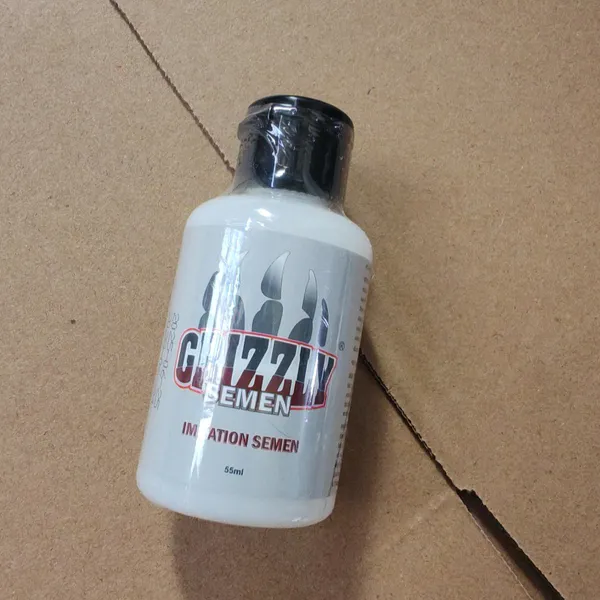 GRIZZLY
®
SEMEN
IMITATION SEMEN
55ml